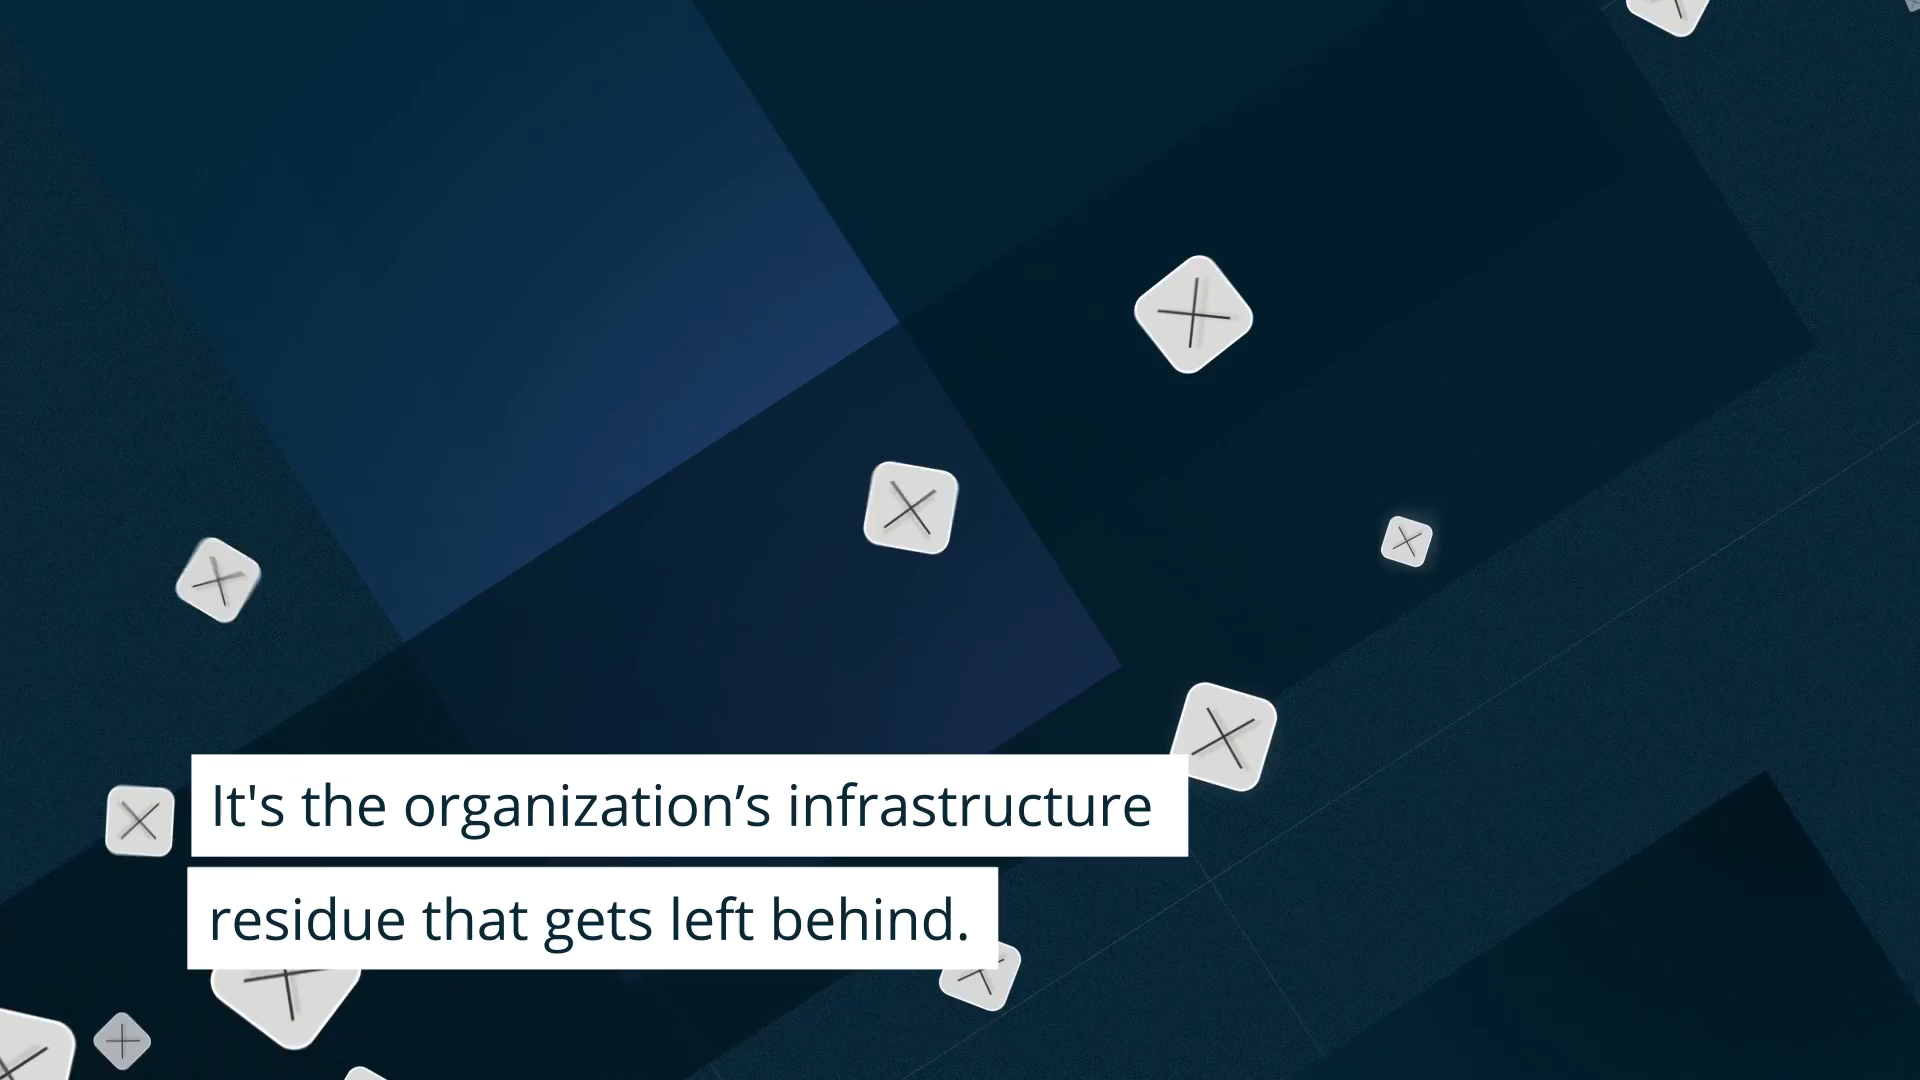 It's the organization’s infrastructure
residue that gets left behind.